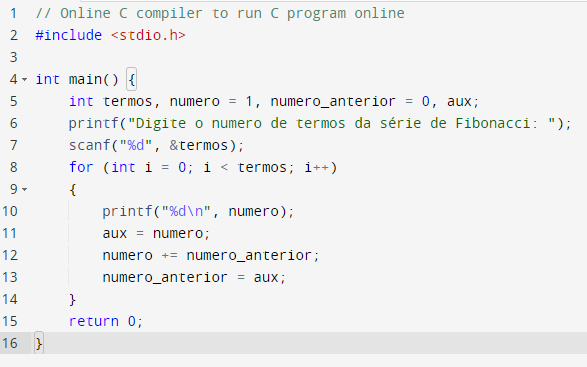 1 // Online C compiler to run C program online
2 #include <stdio.h>
3
4 int main() {
5     int termos, numero = 1, numero_anterior = 0, aux;
6     printf("Digite o numero de termos da série de Fibonacci: ");
7     scanf("%d", &termos);
8     for (int i = 0; i < termos; i++)
9     {
10         printf("%d\n", numero);
11         aux = numero;
12         numero += numero_anterior;
13         numero_anterior = aux;
14     }
15     return 0;
16 }